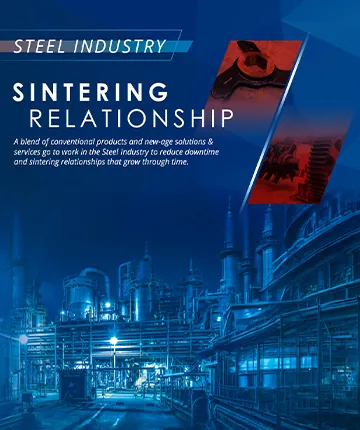 STEEL INDUSTRY
SINTERING
RELATIONSHIP
A blend of conventional products and new-age solutions &
services go to work in the Steel industry to reduce downtime
and sintering relationships that grow through time.